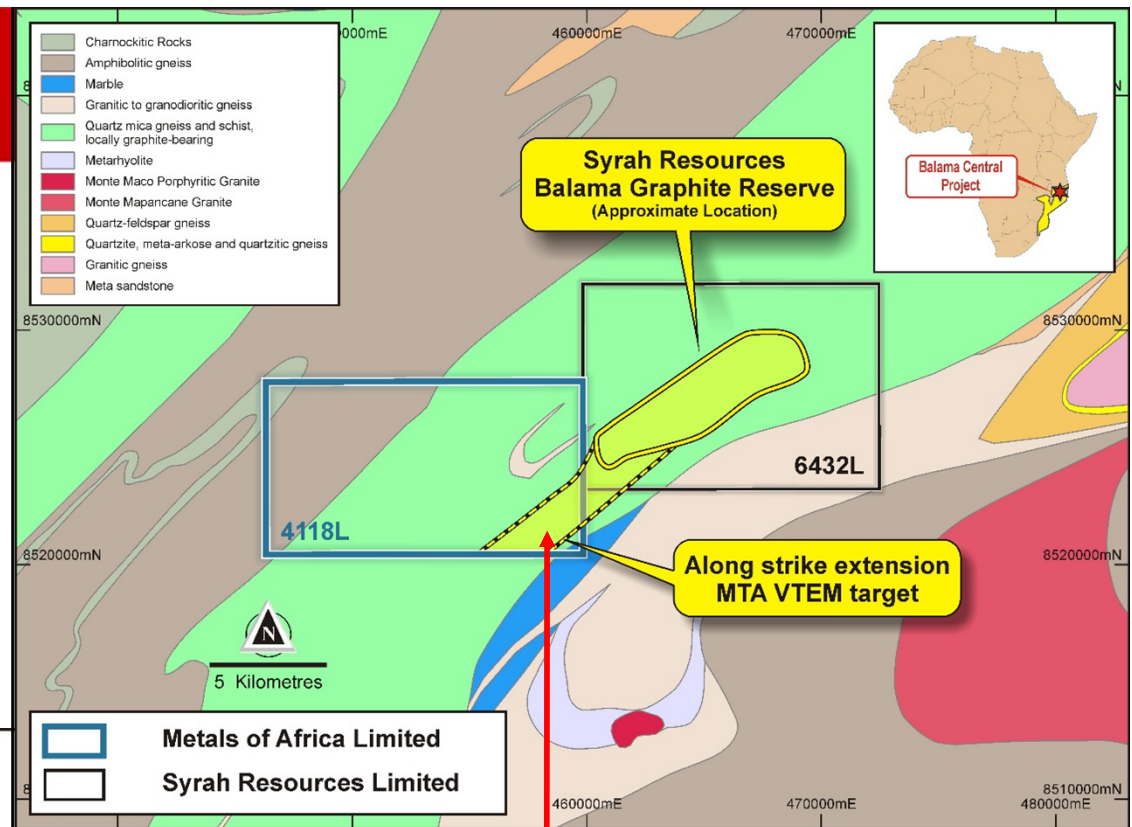 0000mE
460000mE
470000mE
Charnockitic Rocks
Amphibolitic gneiss
Marble
Granitic to granodioritic gneiss
Quartz mica gneiss and schist,
locally graphite-bearing
Metarhyolite
Monte Maco Porphyritic Granite
Monte Mapancane Granite
Quartz-feldspar gneiss
Quartzite, meta-arkose and quartzitic gneiss
Granitic gneiss
Meta sandstone
Balama Central
Project
Syrah Resources
Balama Graphite Reserve
(Approximate Location)
8530000mN
8530000mN
6432L
4118L
8520000mN
8520000mN
Along strike extension
MTA VTEM target
N
5 Kilometres
Metals of Africa Limited
Syrah Resources Limited
8510000mN
460000mE
470000mE
480000mE